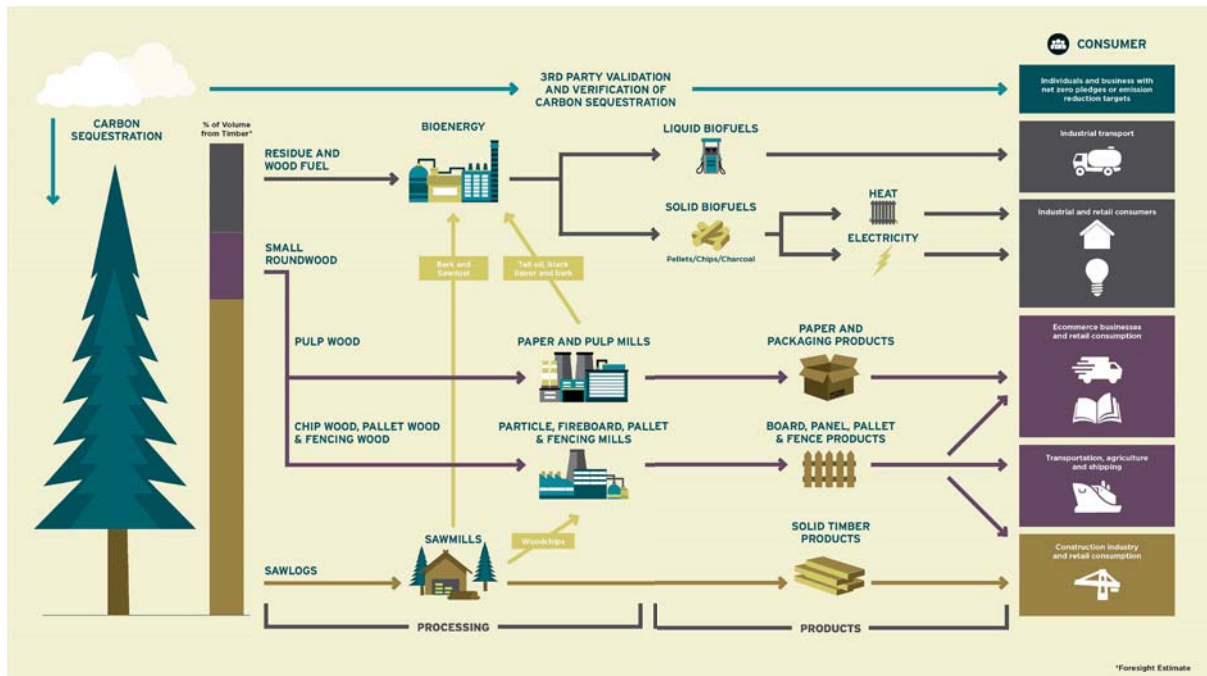 CONSUMER
3RD PARTY VALIDATION
AND VERIFICATION OF
CARBON SEQUESTRATION
Individuals and business with
net zero pledges or emission
reduction targets
CARBON
SEQUESTRATION
% of Volume
from Timber*
BIOENERGY
LIQUID BIOFUELS
Industrial transport
RESIDUE AND
WOOD FUEL
SOLID BIOFUELS
Pellets/Chips/Charcoal
HEAT
ELECTRICITY
Industrial and retail consumers
SMALL
ROUNDWOOD
Bark and
Sawdust
Tall oil, black
liquor and bark
PULP WOOD
PAPER AND PULP MILLS
PAPER AND
PACKAGING PRODUCTS
Ecommerce businesses
and retail consumption
CHIP WOOD, PALLET WOOD
& FENCING WOOD
PARTICLE, FIREBOARD, PALLET
& FENCING MILLS
BOARD, PANEL, PALLET
& FENCE PRODUCTS
Transportation, agriculture
and shipping
SAWMILLS
Woodchips
SOLID TIMBER
PRODUCTS
Construction industry
and retail consumption
SAWLOGS
PROCESSING
PRODUCTS
*Foresight Estimate